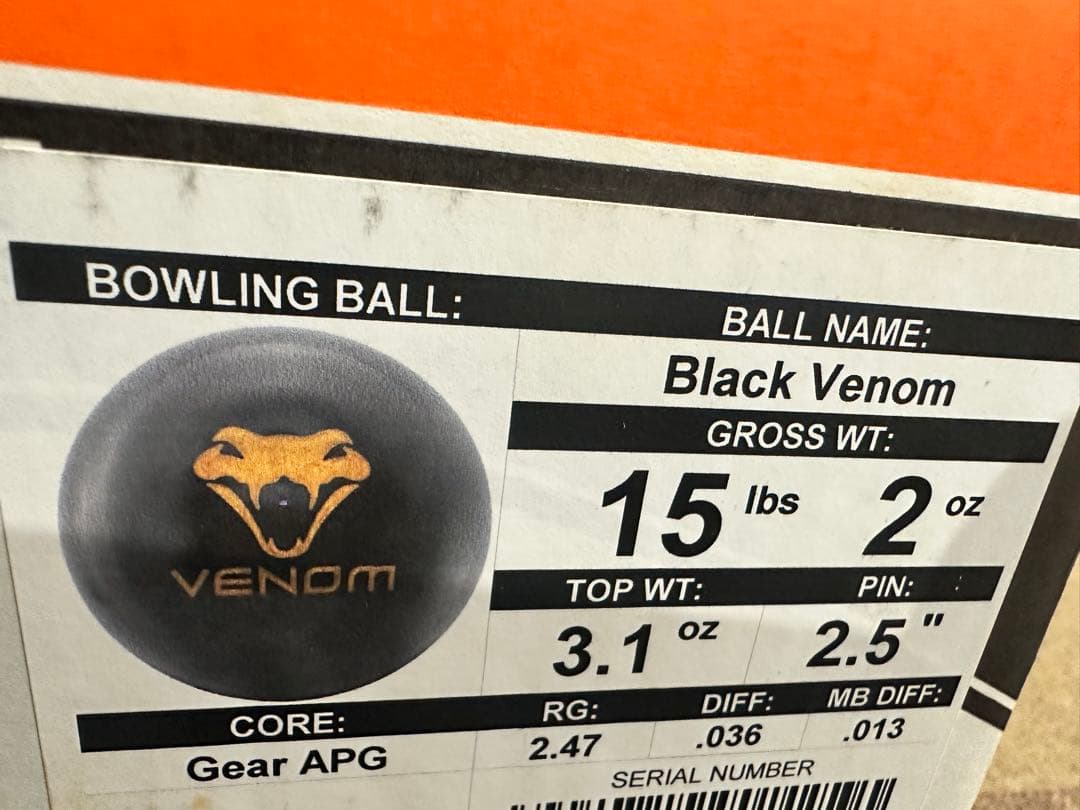 BOWLING BALL:
VENOM
BALL NAME:
Black Venom
GROSS WT:
15 lbs 2 oz
TOP WT: PIN:
3.1 oz 2.5 "
CORE: RG: DIFF: MB DIFF:
Gear APG 2.47 .036 .013
SERIAL NUMBER